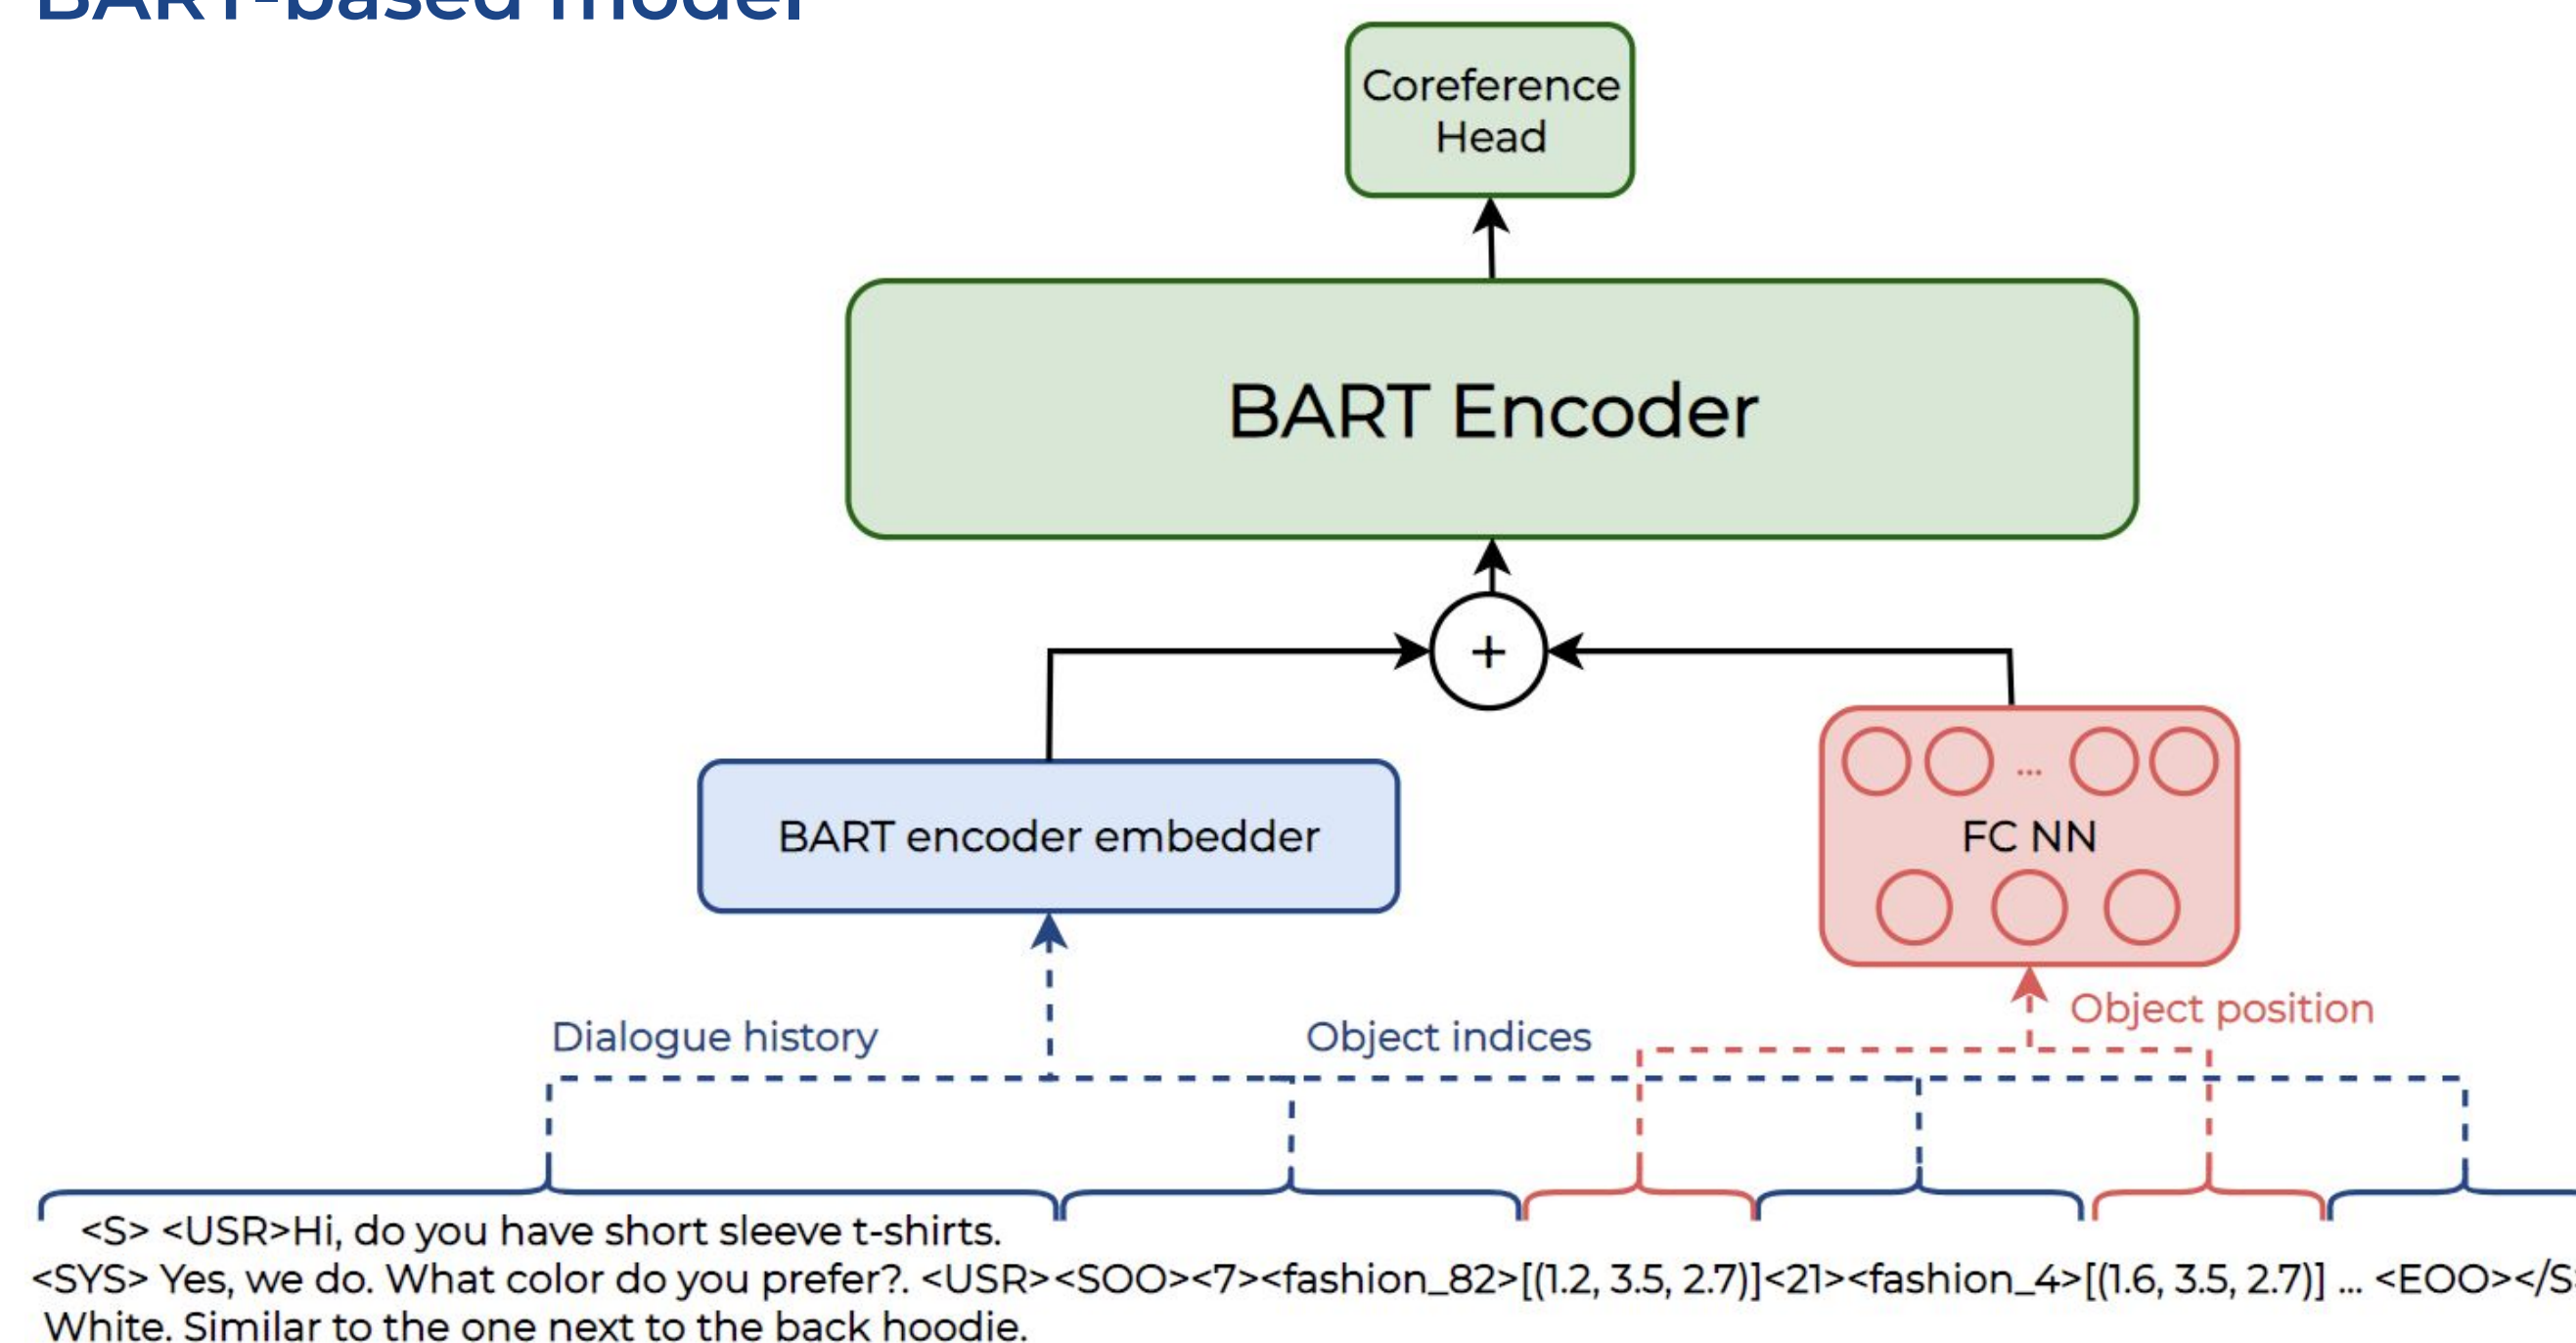 BART-based model
Coreference
Head
BART Encoder
+
BART encoder embedder
...
FC NN
Object position
Dialogue history
Object indices
<S> <USR>Hi, do you have short sleeve t-shirts.
<SYS> Yes, we do. What color do you prefer?. <USR><SOO><7><fashion_82>[(1.2, 3.5, 2.7)]<21><fashion_4>[(1.6, 3.5, 2.7)] ... <EOO></S
White. Similar to the one next to the back hoodie.